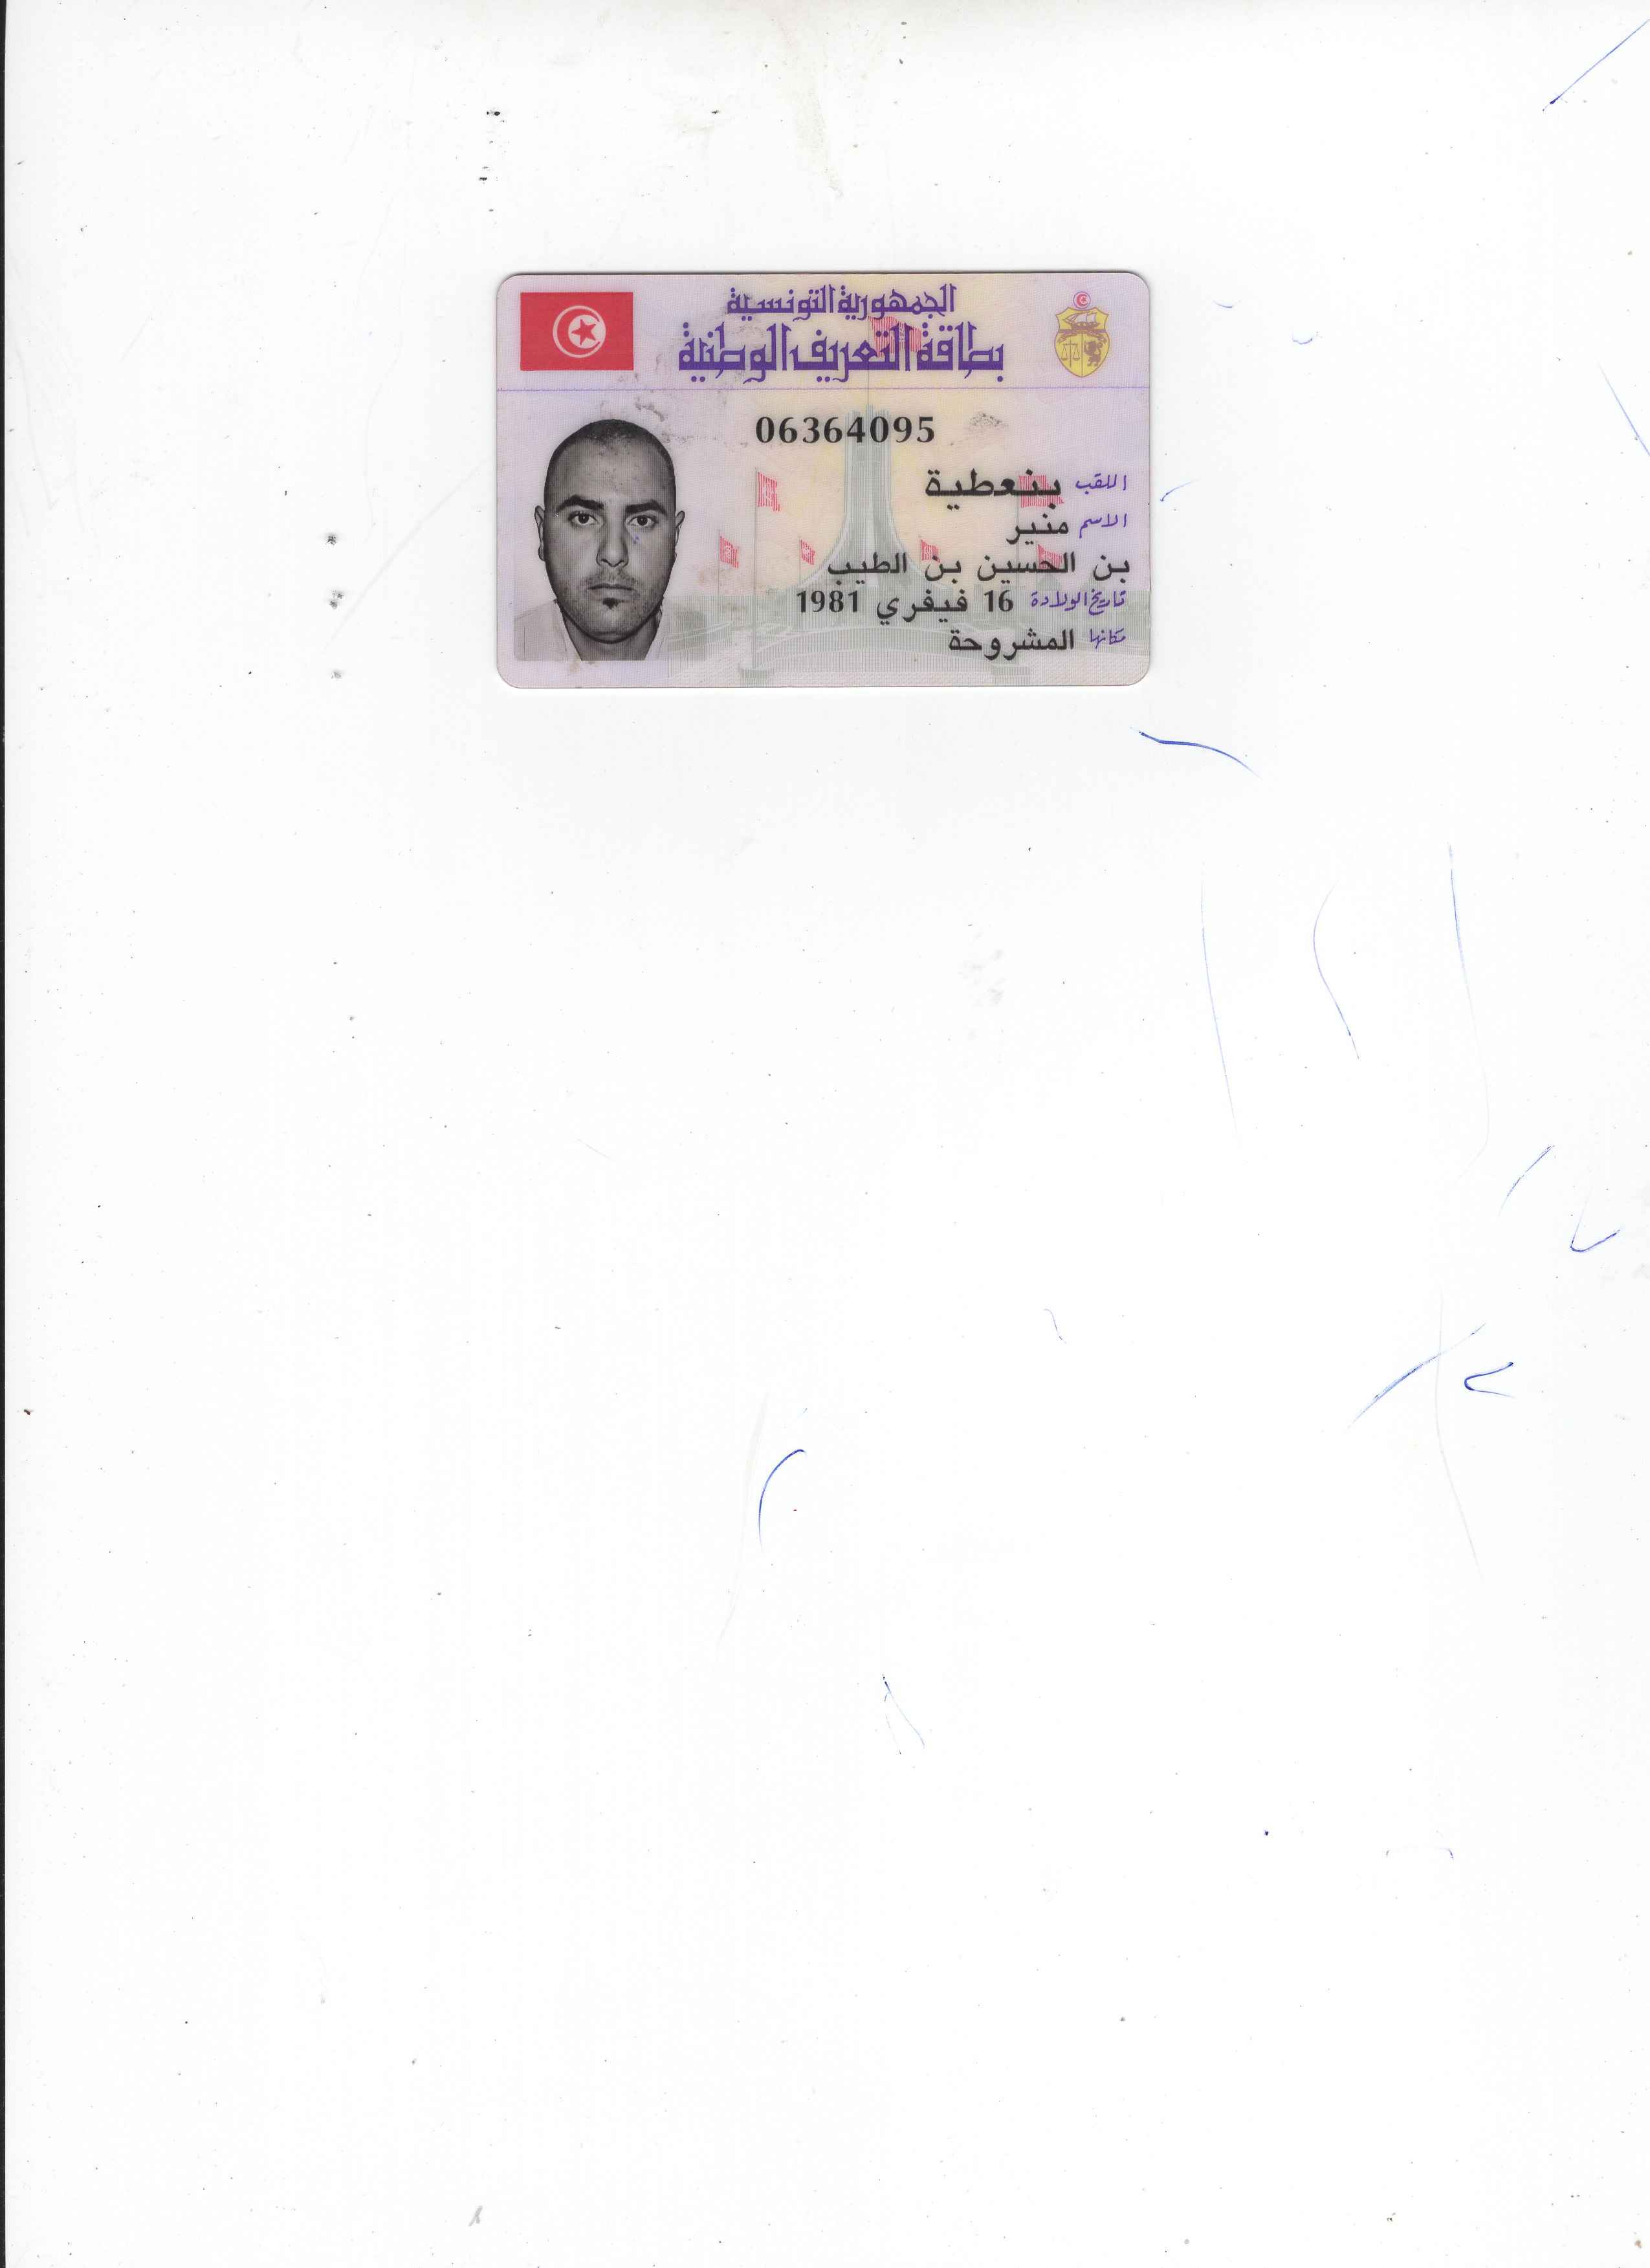 الجمهورية التونسية
بطاقة التعريف الوطنية
06364095
اللقب بنعطية
الاسم منير
بن الحسين بن الطيب
تاريخ الولادة 16 فيفري 1981
مكانها المشروحة